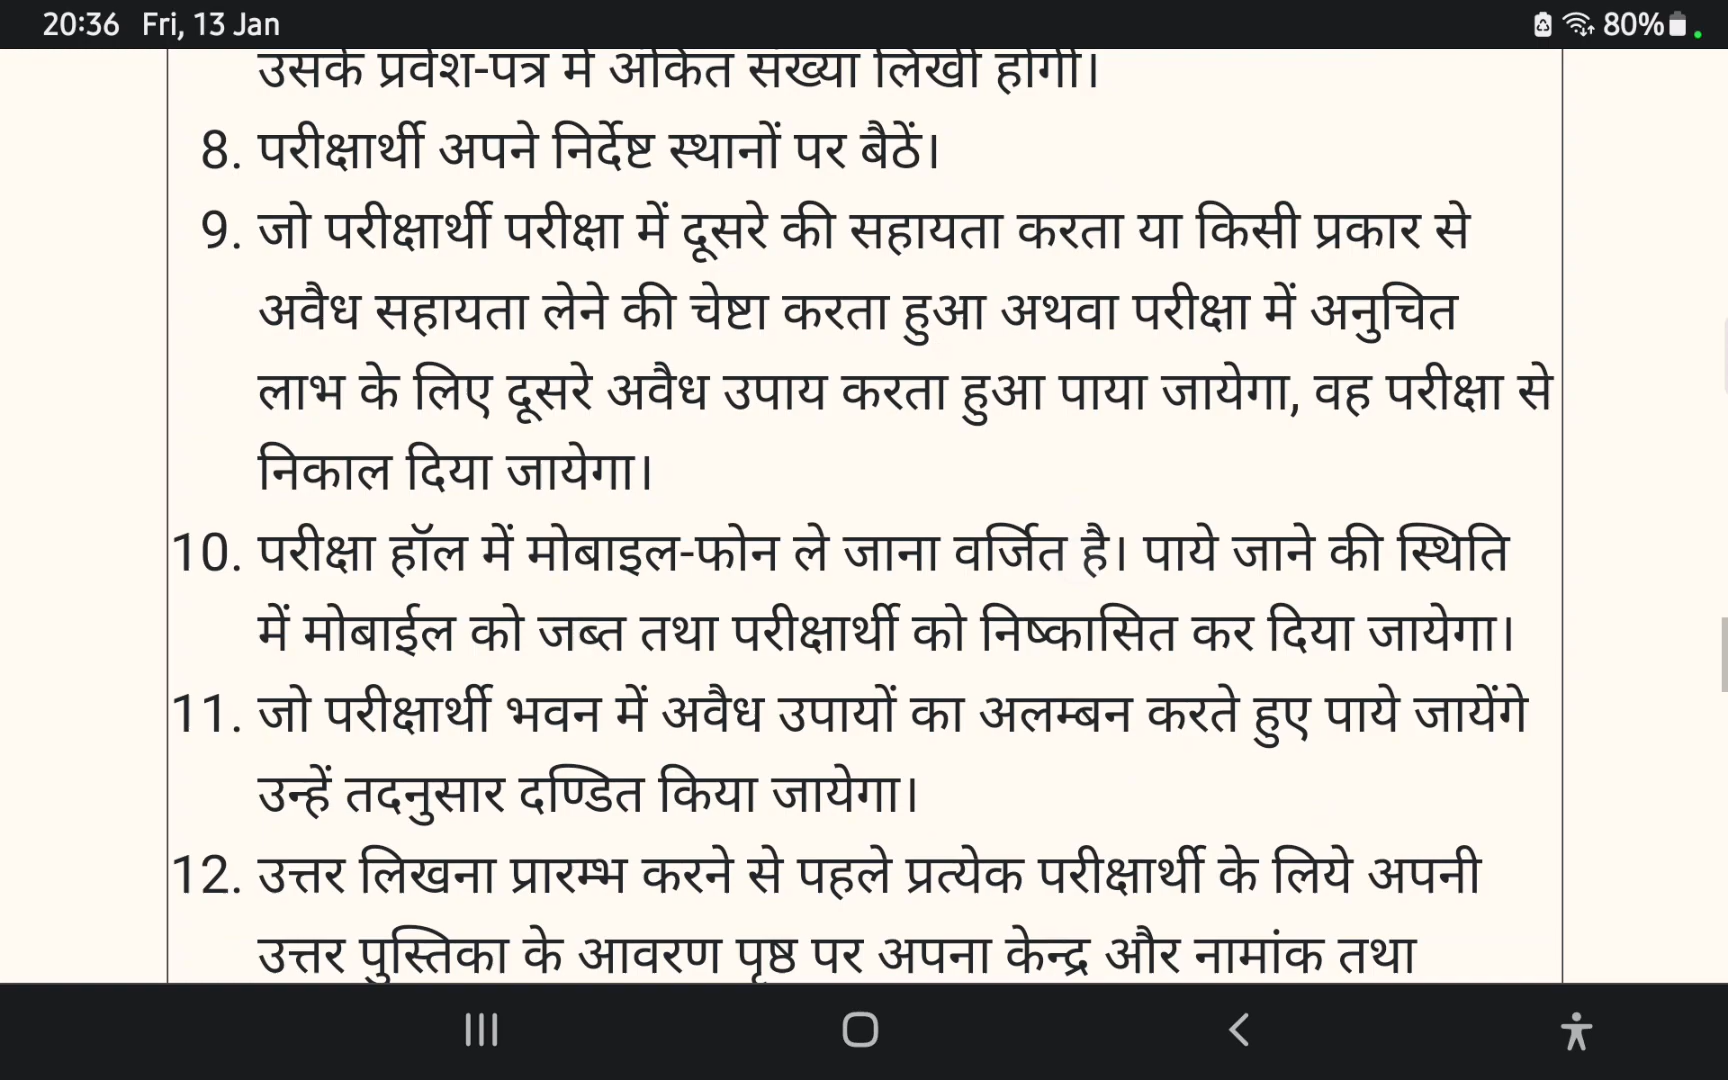 20:36 Fri, 13 Jan 80%
उसके प्रवेश-पत्र में अंकित संख्या लिखी होगी।
8. परीक्षार्थी अपने निर्देष्ट स्थानों पर बैठें।
9. जो परीक्षार्थी परीक्षा में दूसरे की सहायता करता या किसी प्रकार से
अवैध सहायता लेने की चेष्टा करता हुआ अथवा परीक्षा में अनुचित
लाभ के लिए दूसरे अवैध उपाय करता हुआ पाया जायेगा, वह परीक्षा से
निकाल दिया जायेगा।
10. परीक्षा हॉल में मोबाइल-फोन ले जाना वर्जित है। पाये जाने की स्थिति
में मोबाईल को जब्त तथा परीक्षार्थी को निष्कासित कर दिया जायेगा।
11. जो परीक्षार्थी भवन में अवैध उपायों का अलम्बन करते हुए पाये जायेंगे
उन्हें तदनुसार दण्डित किया जायेगा।
12. उत्तर लिखना प्रारम्भ करने से पहले प्रत्येक परीक्षार्थी के लिये अपनी
उत्तर पुस्तिका के आवरण पृष्ठ पर अपना केन्द्र और नामांक तथा